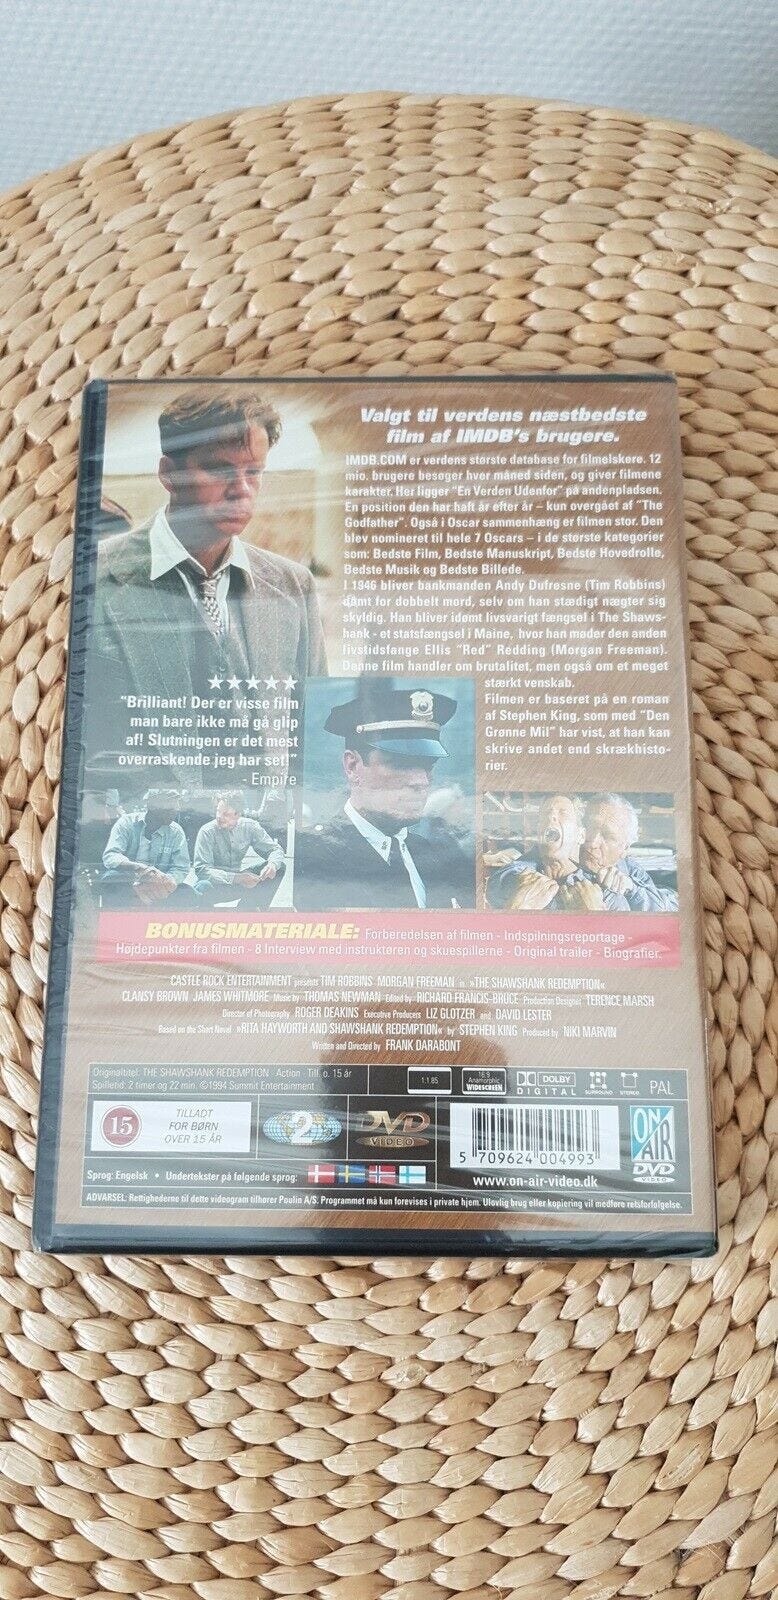 Valgt til verdens næstbedste
film af IMDB's brugere.
IMDB.COM er verdens største database for filmelskere. 12
mio. brugere besøger hver måned siden, og giver filmene
karakter. Her ligger "En Verden Udenfor" på andenpladsen.
En position den har haft år efter år – kun overgået af "The
Godfather". Også i Oscar sammenhæng er filmen stor. Den
blev nomineret til hele 7 Oscars – i de største kategorier
som: Bedste Film, Bedste Manuskript, Bedste Hovedrolle,
Bedste Musik og Bedste Billede.
I 1946 bliver bankmanden Andy Dufresne (Tim Robbins)
dømt for dobbelt mord, selv om han stædigt nægter sig
skyldig. Han bliver idømt livsvarigt fængsel i The Shaws-
hank - et statsfængsel i Maine, hvor han møder den anden
livstidsfange Ellis "Red" Redding (Morgan Freeman).
Denne film handler om brutalitet, men også om et meget
stærkt venskab.
Filmen er baseret på en roman
af Stephen King, som med "Den
Grønne Mil" har vist, at han kan
skrive andet end skrækhisto-
rier.
"Brilliant! Der er visse film
man bare ikke må gå glip
af! Slutningen er det mest
overraskende jeg har set!"
- Empire
BONUSMATERIALE: Forberedelsen af filmen - Indspilningsreportage -
Højdepunkter fra filmen - 8 Interview med instruktøren og skuespillerne - Original trailer - Biografier.
CASTLE ROCK ENTERTAINMENT presents TIM ROBBINS MORGAN FREEMAN in »THE SHAWSHANK REDEMPTION«
CLANSY BROWN JAMES WHITMORE Music by THOMAS NEWMAN Edited by RICHARD FRANCIS-BRUCE Production Designer TERENCE MARSH
Director of Photography ROGER DEAKINS Executive Producers LIZ GLOTZER and DAVID LESTER
Based on the Short Novel »RITA HAYWORTH AND SHAWSHANK REDEMPTION« by STEPHEN KING Produced by NIKI MARVIN
Written and Directed by FRANK DARABONT
Originaltitel: THE SHAWSHANK REDEMPTION Action Till. o. 15 år
Spilletid: 2 timer og 22 min. ©1994 Summit Entertainment
1:1.85
16:9
Anamorphic
WIDESCREEN
DOLBY
DIGITAL
SURROUND
STEREO
PAL
15
TILLADT
FOR BØRN
OVER 15 ÅR
2
DVD
VIDEO
5 709624 004993
www.on-air-video.dk
ON
AIR
DVD
VIDEO
Sprog: Engelsk • Undertekster på følgende sprog:
ADVARSEL: Rettighederne til dette videogram tilhører Poulin A/S. Programmet må kun forevises i private hjem. Ulovlig brug eller kopiering vil medføre retsforfølgelse.